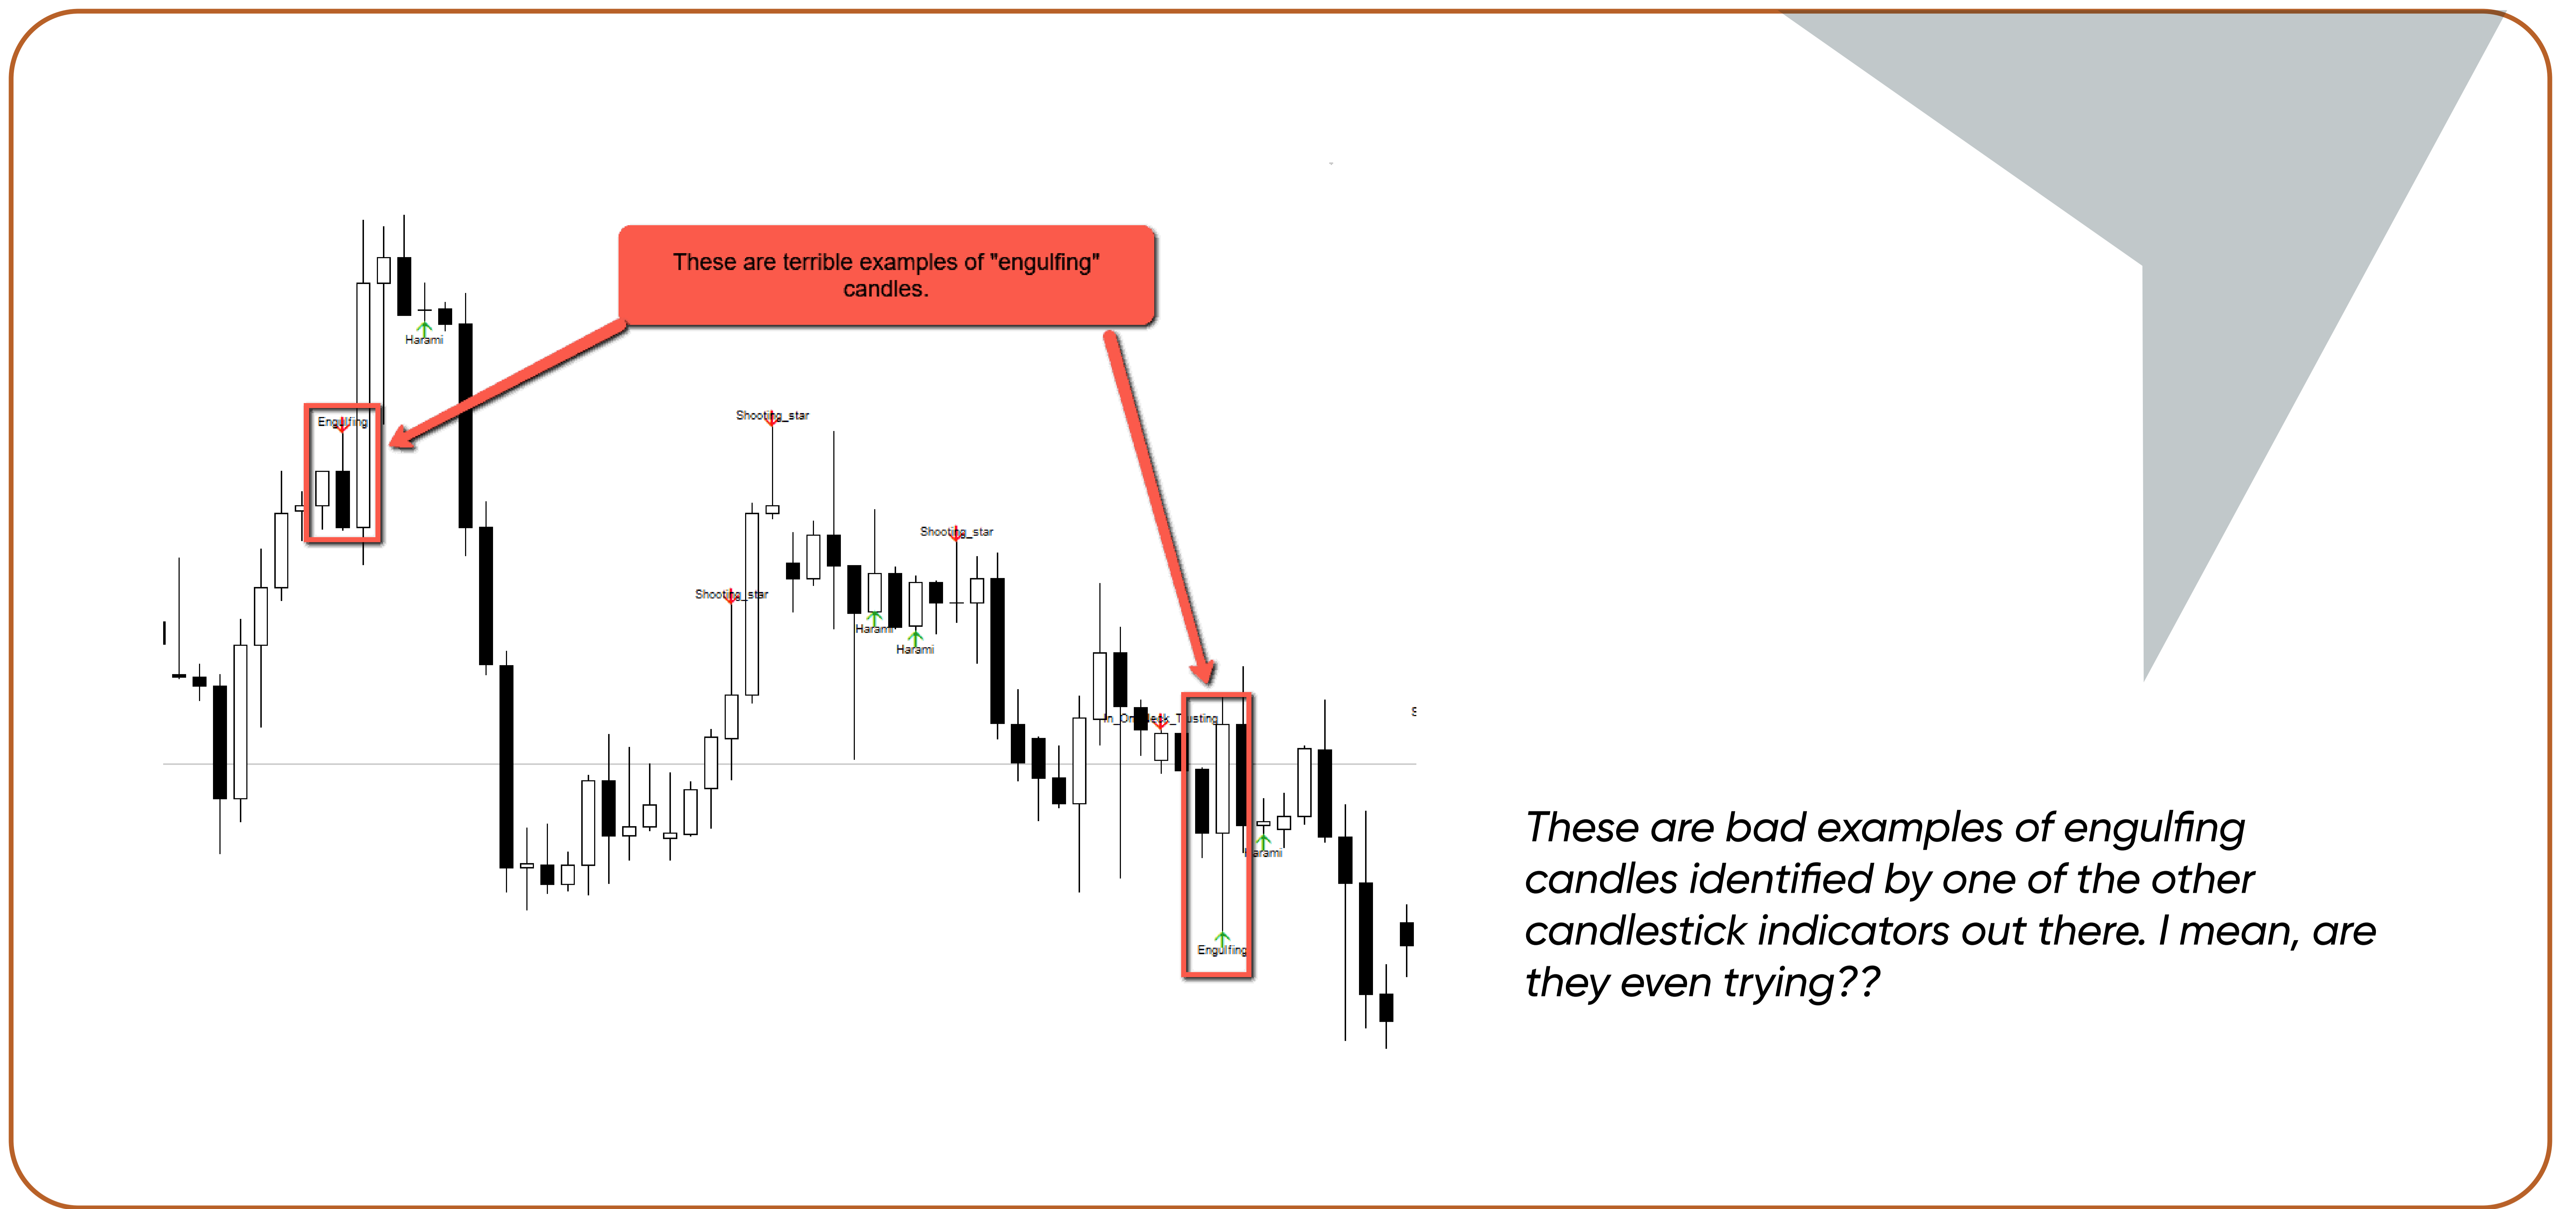 These are terrible examples of "engulfing"
candles.
Harami
Engulfing
Shooting_star
Shooting_star
Shooting_star
Harami
Harami
In_On_Neck_Trusting
S
Engulfing
Harami
These are bad examples of engulfing
candles identified by one of the other
candlestick indicators out there. I mean, are
they even trying??